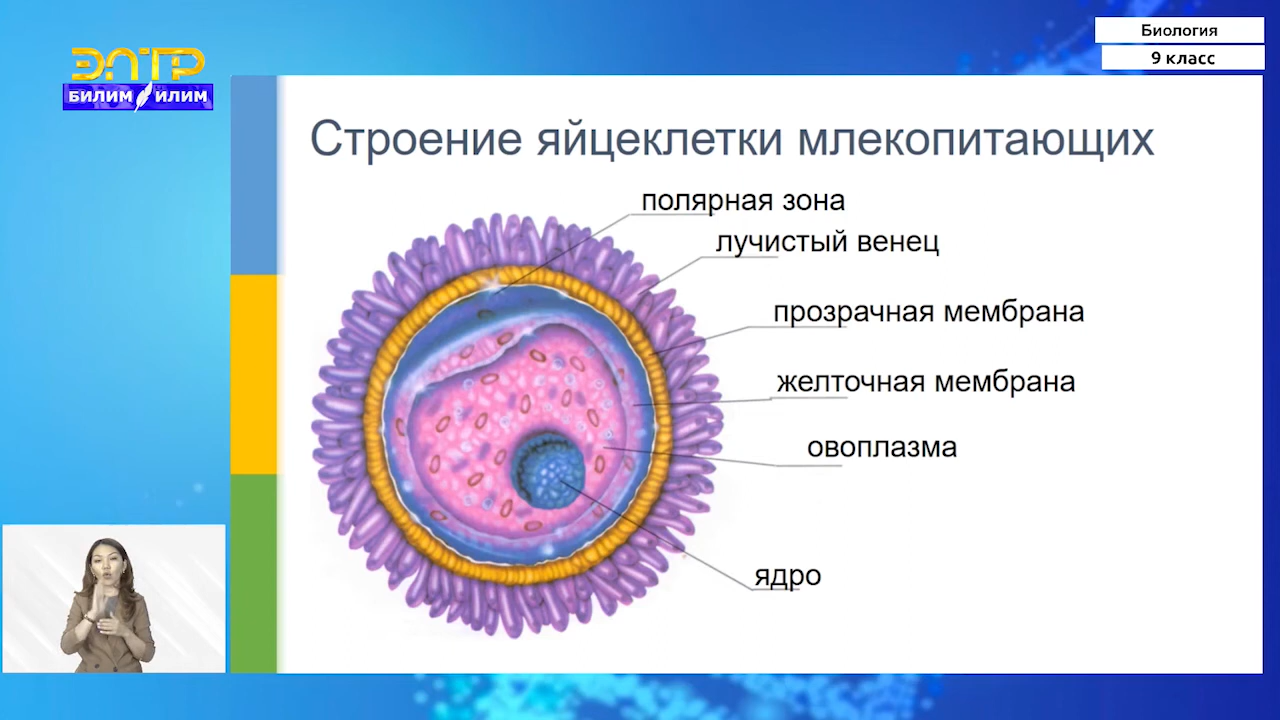 Биология
9 класс
ЭЛТР
БИЛИМ ИЛИМ
Строение яйцеклетки млекопитающих
полярная зона
лучистый венец
прозрачная мембрана
желточная мембрана
овоплазма
ядро